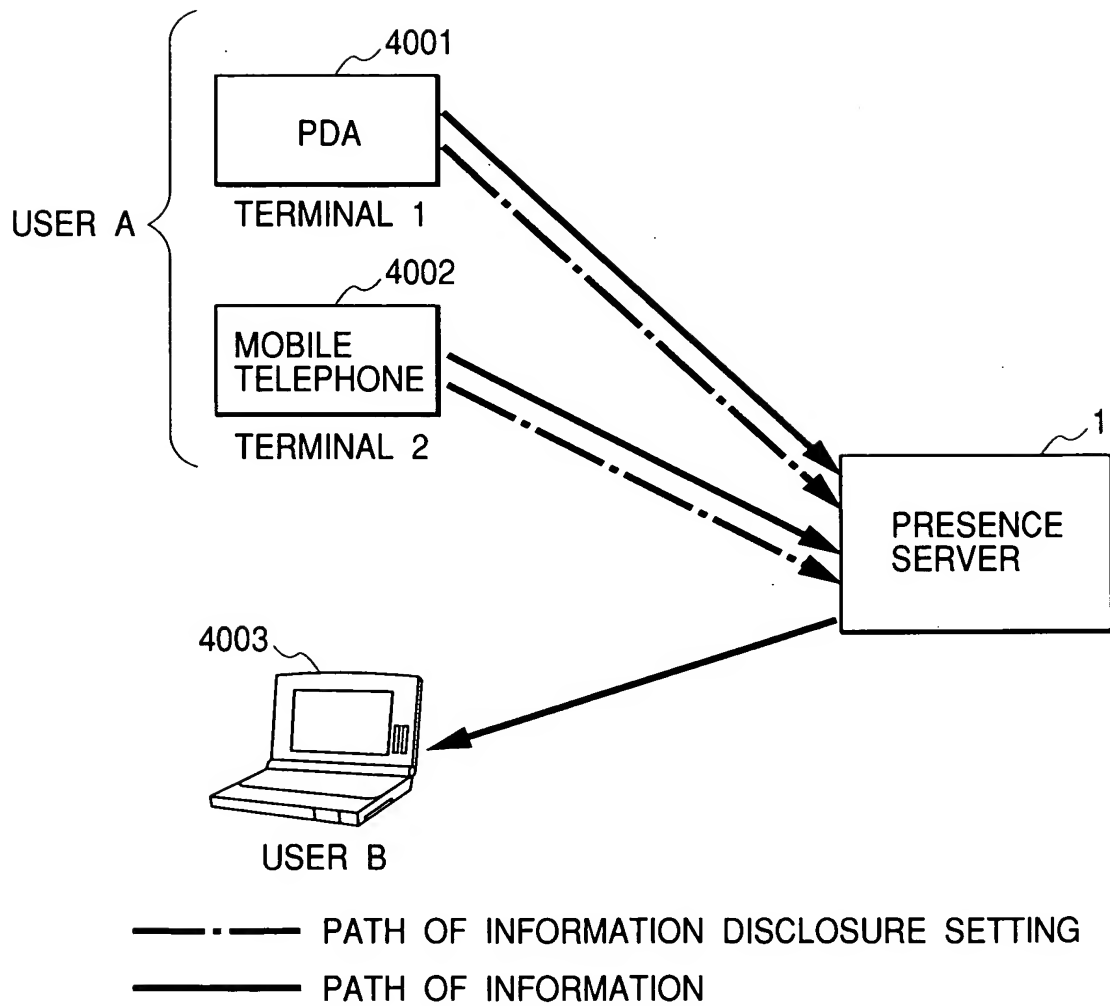 4001
PDA
TERMINAL 1
USER A
4002
MOBILE
TELEPHONE
TERMINAL 2
1
PRESENCE
SERVER
4003
USER B
PATH OF INFORMATION DISCLOSURE SETTING
PATH OF INFORMATION